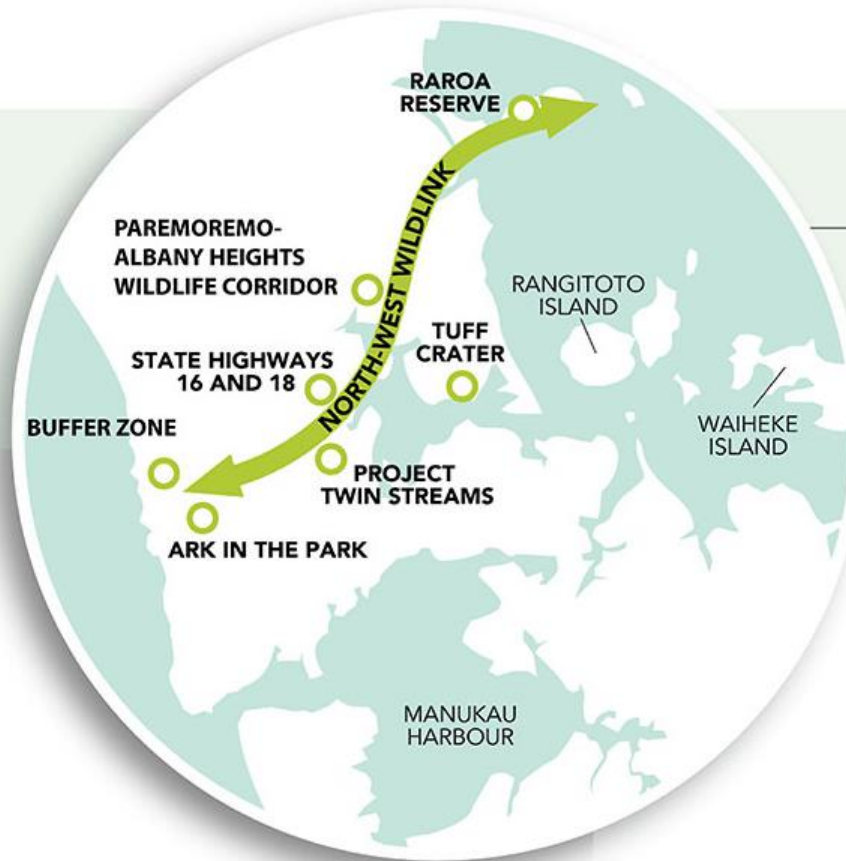 RAROA
RESERVE
PAREMOREMO-
ALBANY HEIGHTS
WILDLIFE CORRIDOR
NORTH-WEST WILDLINK
RANGITOTO
ISLAND
TUFF
CRATER
STATE HIGHWAYS
16 AND 18
WAIHEKE
ISLAND
BUFFER ZONE
PROJECT
TWIN STREAMS
ARK IN THE PARK
MANUKAU
HARBOUR